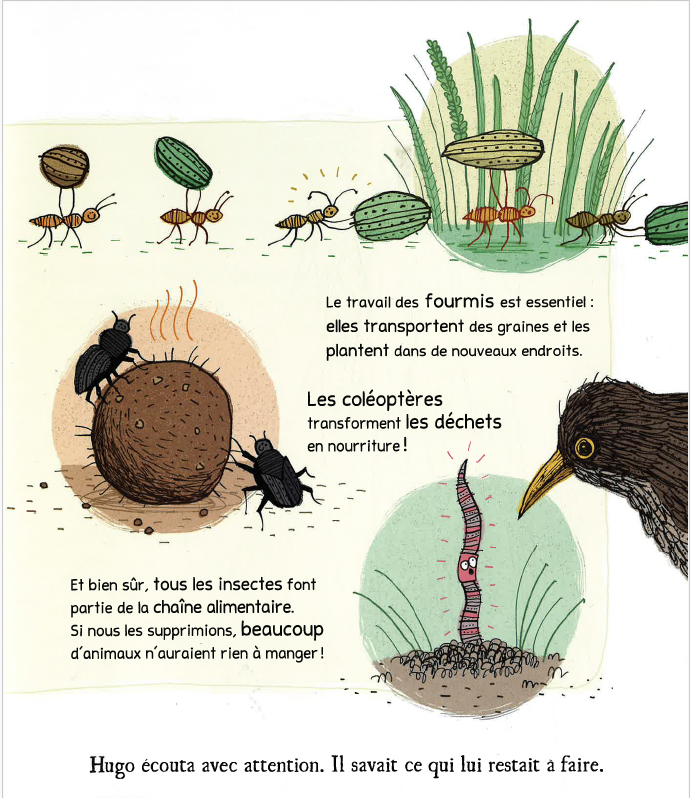 Le travail des fourmis est essentiel :
elles transportent des graines et les
plantent dans de nouveaux endroits.
Les coléoptères
transforment les déchets
en nourriture !
Et bien sûr, tous les insectes font
partie de la chaîne alimentaire.
Si nous les supprimions, beaucoup
d'animaux n'auraient rien à manger !
Hugo écouta avec attention. Il savait ce qui lui restait à faire.